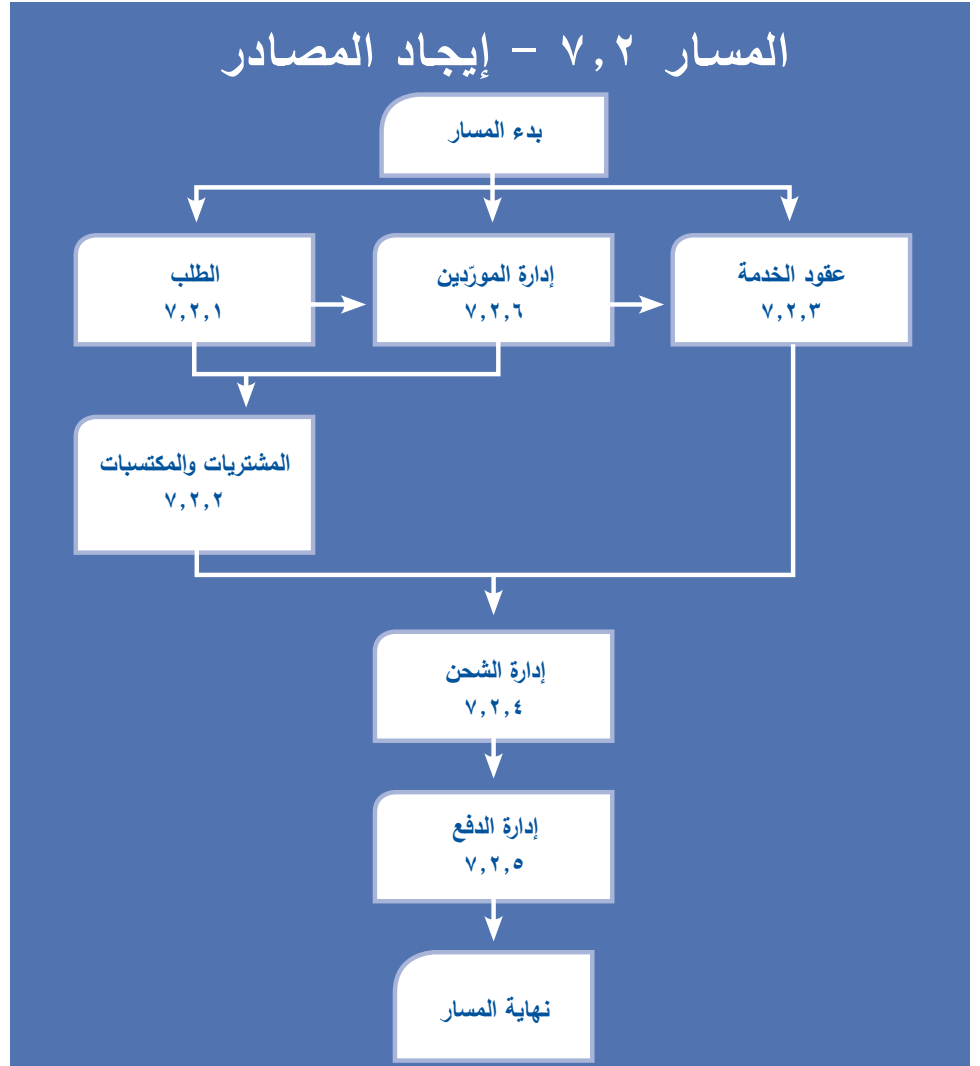 المسار ٧,٢ – إيجاد المصادر
بدء المسار
عقود الخدمة
٧,٢,٣
إدارة المورّدين
٧,٢,٦
الطلب
٧,٢,١
المشتريات والمكتسبات
٧,٢,٢
إدارة الشحن
٧,٢,٤
إدارة الدفع
٧,٢,٥
نهاية المسار